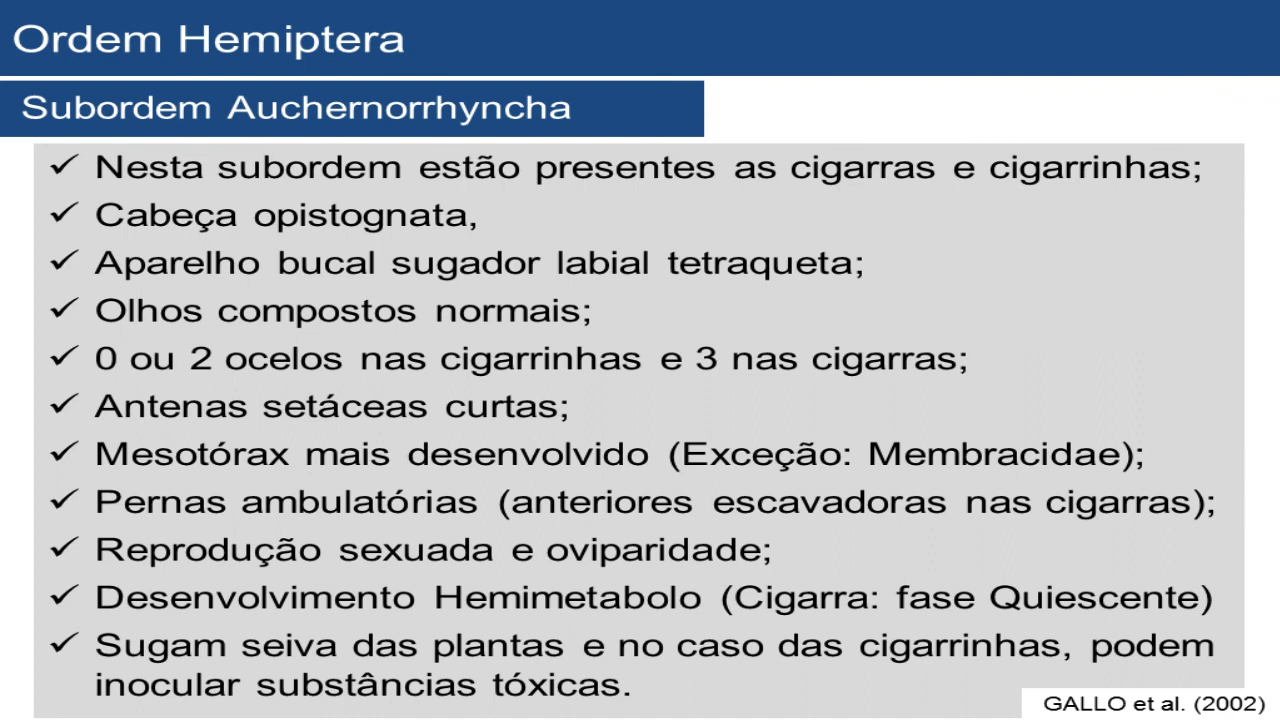 Ordem Hemiptera
Subordem Auchernorrhyncha
✓ Nesta subordem estão presentes as cigarras e cigarrinhas;
✓ Cabeça opistognata,
✓ Aparelho bucal sugador labial tetraqueta;
✓ Olhos compostos normais;
✓ 0 ou 2 ocelos nas cigarrinhas e 3 nas cigarras;
✓ Antenas setáceas curtas;
✓ Mesotórax mais desenvolvido (Exceção: Membracidae);
✓ Pernas ambulatórias (anteriores escavadoras nas cigarras);
✓ Reprodução sexuada e oviparidade;
✓ Desenvolvimento Hemimetabolo (Cigarra: fase Quiescente)
✓ Sugam seiva das plantas e no caso das cigarrinhas, podem
inocular substâncias tóxicas.
GALLO et al. (2002)